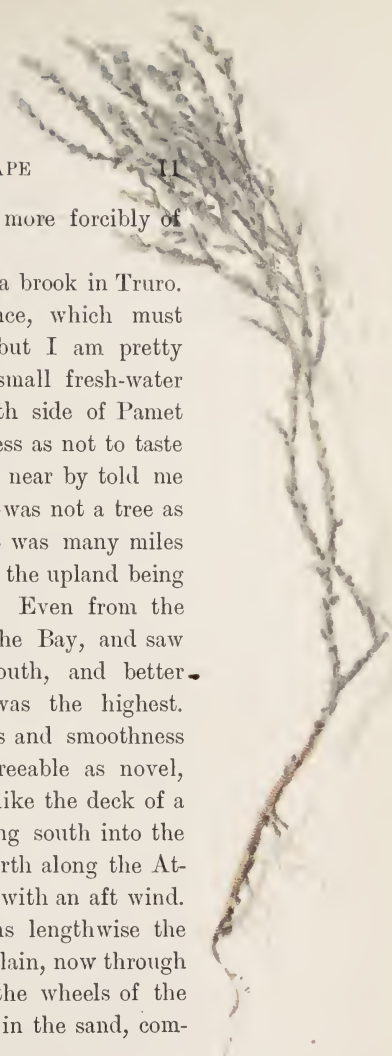 APE 11
more forcibly of
a brook in Truro.
nce, which must
but I am pretty
small fresh-water
th side of Pamet
ess as not to taste
near by told me
was not a tree as
was many miles
the upland being
Even from the
he Bay, and saw
outh, and better
was the highest.
s and smoothness
reeable as novel,
like the deck of a
ng south into the
rth along the At-
with an aft wind.
ns lengthwise the
lain, now through
the wheels of the
in the sand, com-